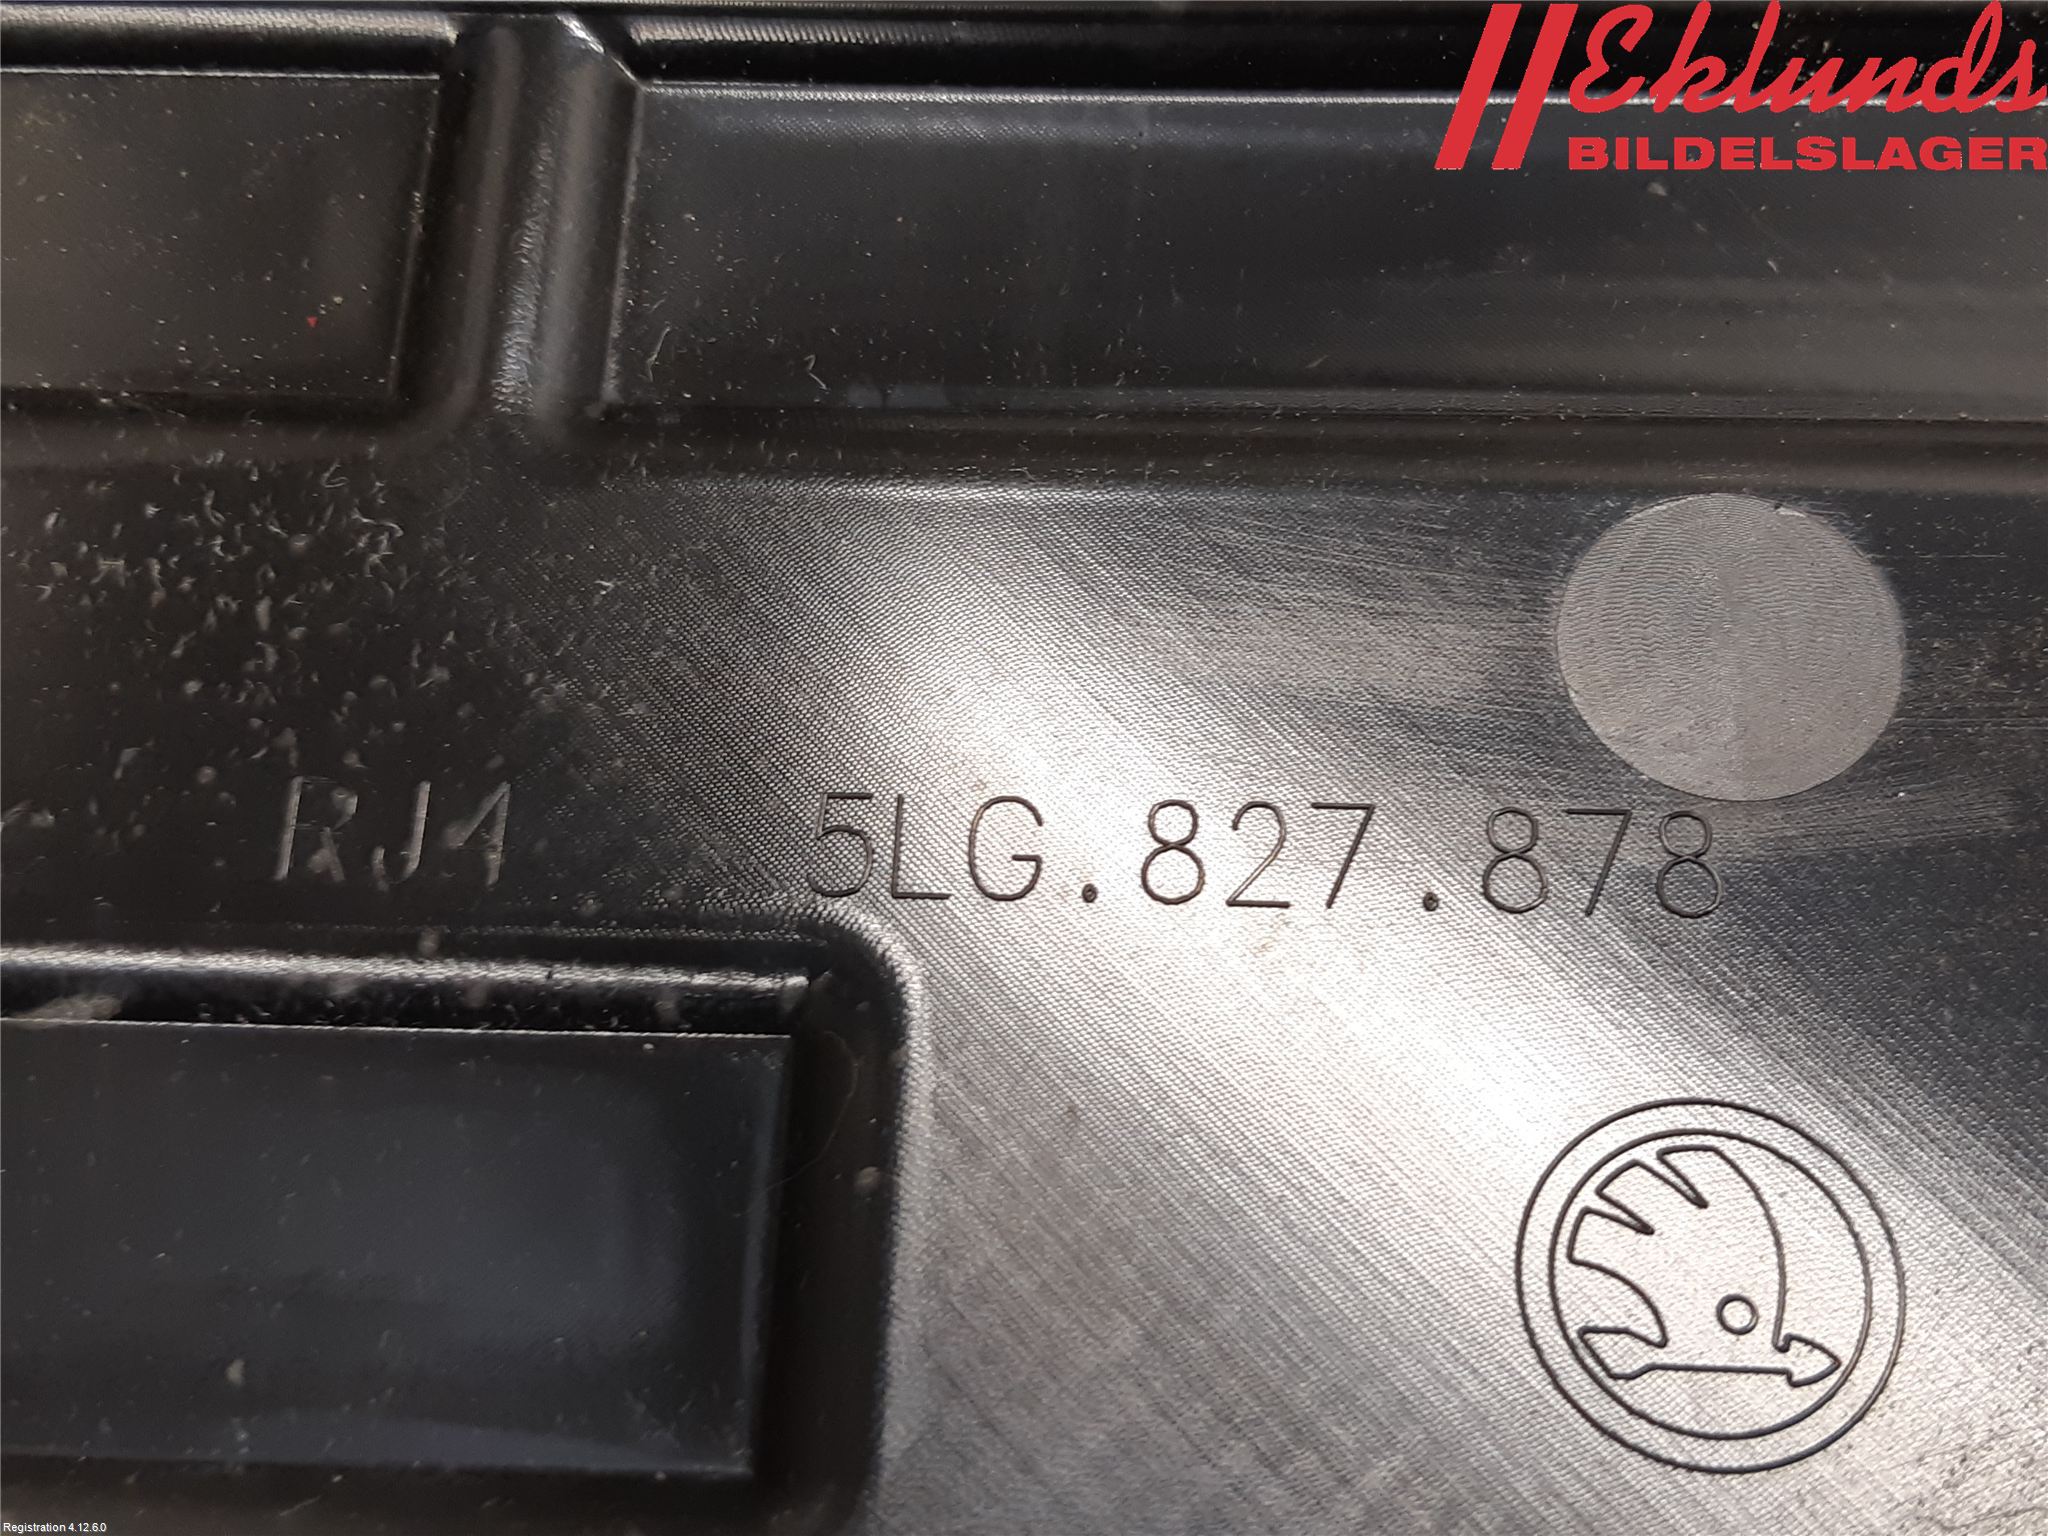 Eklunds
BILDELSLAGER
RJ4 5LG.827.878
Registration 4.12.6.0